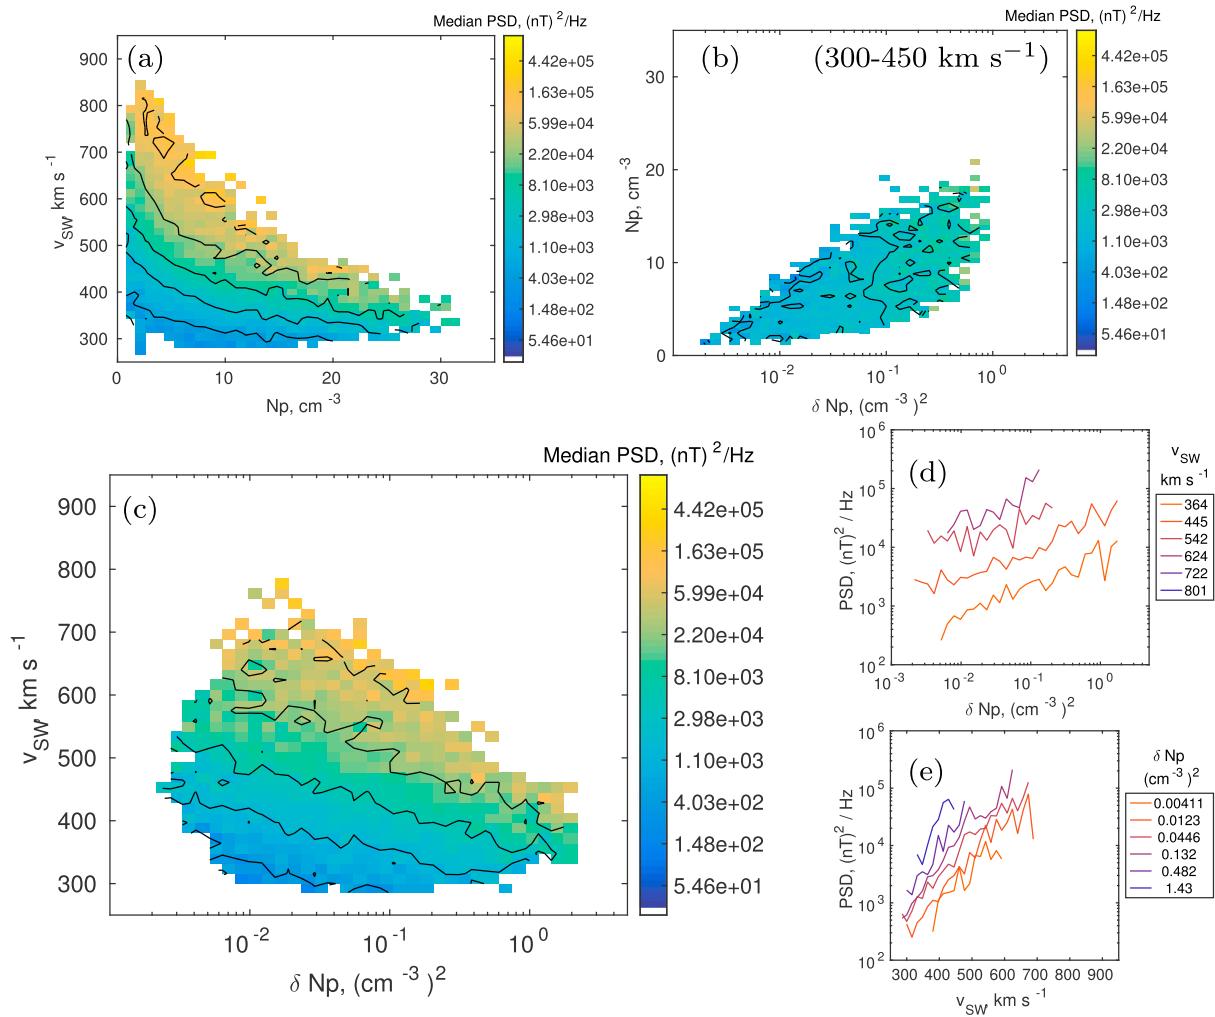 Median PSD, (nT)²/Hz
(a)
v_SW, km s⁻¹
900
800
700
600
500
400
300
0
10
20
30
Np, cm⁻³
4.42e+05
1.63e+05
5.99e+04
2.20e+04
8.10e+03
2.98e+03
1.10e+03
4.03e+02
1.48e+02
5.46e+01
Median PSD, (nT)²/Hz
(b) (300-450 km s⁻¹)
Np, cm⁻³
30
20
10
0
10⁻²
10⁻¹
10⁰
δ Np, (cm⁻³)²
4.42e+05
1.63e+05
5.99e+04
2.20e+04
8.10e+03
2.98e+03
1.10e+03
4.03e+02
1.48e+02
5.46e+01
Median PSD, (nT)²/Hz
(c)
v_SW, km s⁻¹
900
800
700
600
500
400
300
10⁻²
10⁻¹
10⁰
δ Np, (cm⁻³)²
4.42e+05
1.63e+05
5.99e+04
2.20e+04
8.10e+03
2.98e+03
1.10e+03
4.03e+02
1.48e+02
5.46e+01
(d)
PSD, (nT)² / Hz
10⁶
10⁵
10⁴
10³
10²
10⁻³
10⁻²
10⁻¹
10⁰
δ Np, (cm⁻³)²
v_SW
km s⁻¹
364
445
542
624
722
801
(e)
PSD, (nT)² / Hz
10⁶
10⁵
10⁴
10³
10²
300 400 500 600 700 800 900
v_SW, km s⁻¹
δ Np
(cm⁻³)²
0.00411
0.0123
0.0446
0.132
0.482
1.43